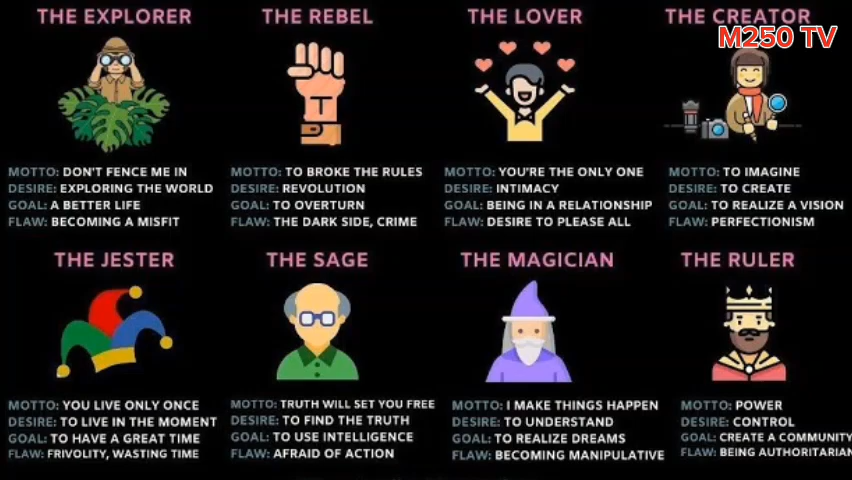 THE EXPLORER
MOTTO: DON'T FENCE ME IN
DESIRE: EXPLORING THE WORLD
GOAL: A BETTER LIFE
FLAW: BECOMING A MISFIT
THE REBEL
MOTTO: TO BROKE THE RULES
DESIRE: REVOLUTION
GOAL: TO OVERTURN
FLAW: THE DARK SIDE, CRIME
THE LOVER
MOTTO: YOU'RE THE ONLY ONE
DESIRE: INTIMACY
GOAL: BEING IN A RELATIONSHIP
FLAW: DESIRE TO PLEASE ALL
THE CREATOR
M250 TV
MOTTO: TO IMAGINE
DESIRE: TO CREATE
GOAL: TO REALIZE A VISION
FLAW: PERFECTIONISM
THE JESTER
MOTTO: YOU LIVE ONLY ONCE
DESIRE: TO LIVE IN THE MOMENT
GOAL: TO HAVE A GREAT TIME
FLAW: FRIVOLITY, WASTING TIME
THE SAGE
MOTTO: TRUTH WILL SET YOU FREE
DESIRE: TO FIND THE TRUTH
GOAL: TO USE INTELLIGENCE
FLAW: AFRAID OF ACTION
THE MAGICIAN
MOTTO: I MAKE THINGS HAPPEN
DESIRE: TO UNDERSTAND
GOAL: TO REALIZE DREAMS
FLAW: BECOMING MANIPULATIVE
THE RULER
MOTTO: POWER
DESIRE: CONTROL
GOAL: CREATE A COMMUNITY
FLAW: BEING AUTHORITARIAN